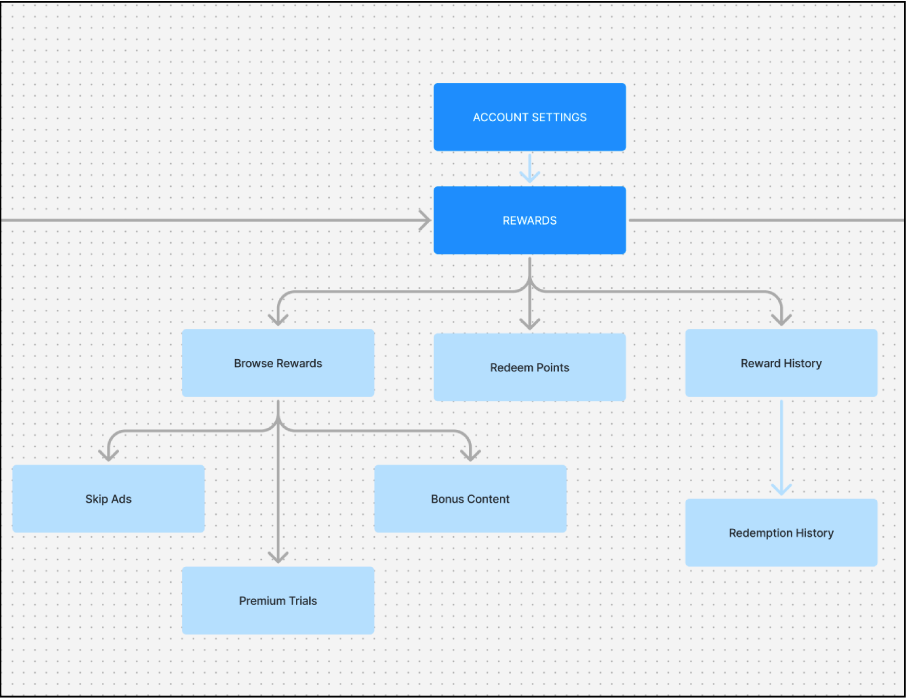 ACCOUNT SETTINGS
REWARDS
Browse Rewards
Redeem Points
Reward History
Skip Ads
Bonus Content
Redemption History
Premium Trials